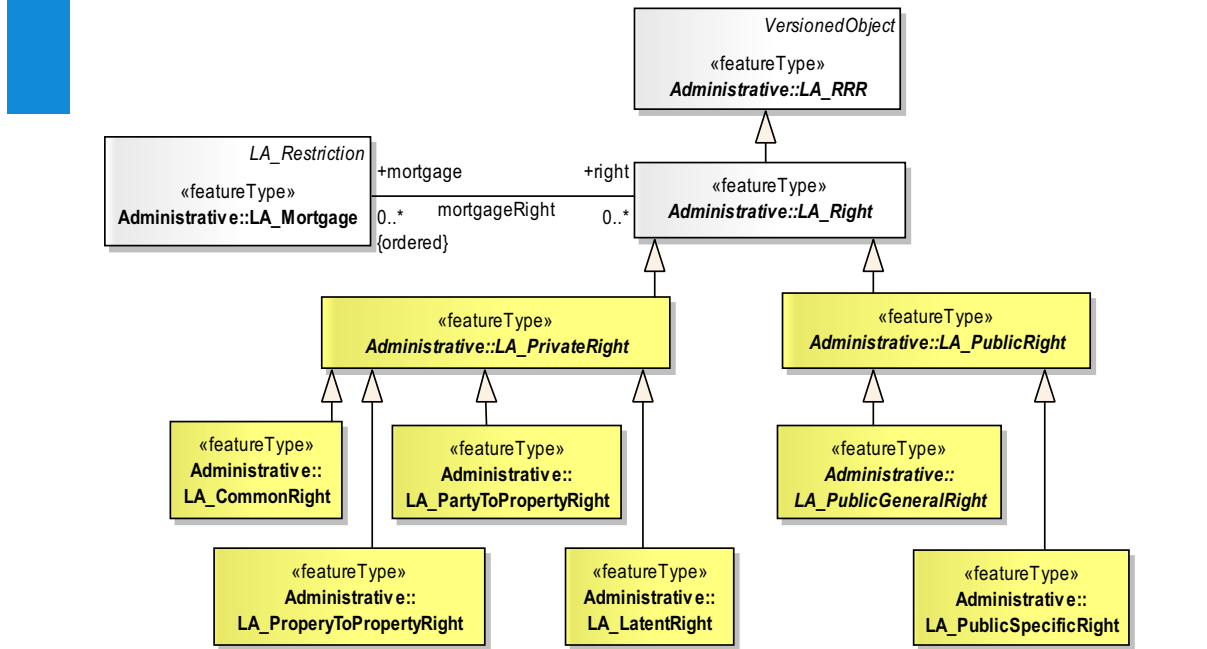 VersionedObject
«featureType»
Administrative::LA_RRR
LA_Restriction
«featureType»
Administrative::LA_Mortgage
+mortgage
+right
0..*
mortgageRight
0..*
{ordered}
«featureType»
Administrative::LA_Right
«featureType»
Administrative::LA_PrivateRight
«featureType»
Administrative::LA_PublicRight
«featureType»
Administrative::
LA_CommonRight
«featureType»
Administrative::
LA_PartyToPropertyRight
«featureType»
Administrative::
LA_PublicGeneralRight
«featureType»
Administrative::
LA_ProperyToPropertyRight
«featureType»
Administrative::
LA_LatentRight
«featureType»
Administrative::
LA_PublicSpecificRight